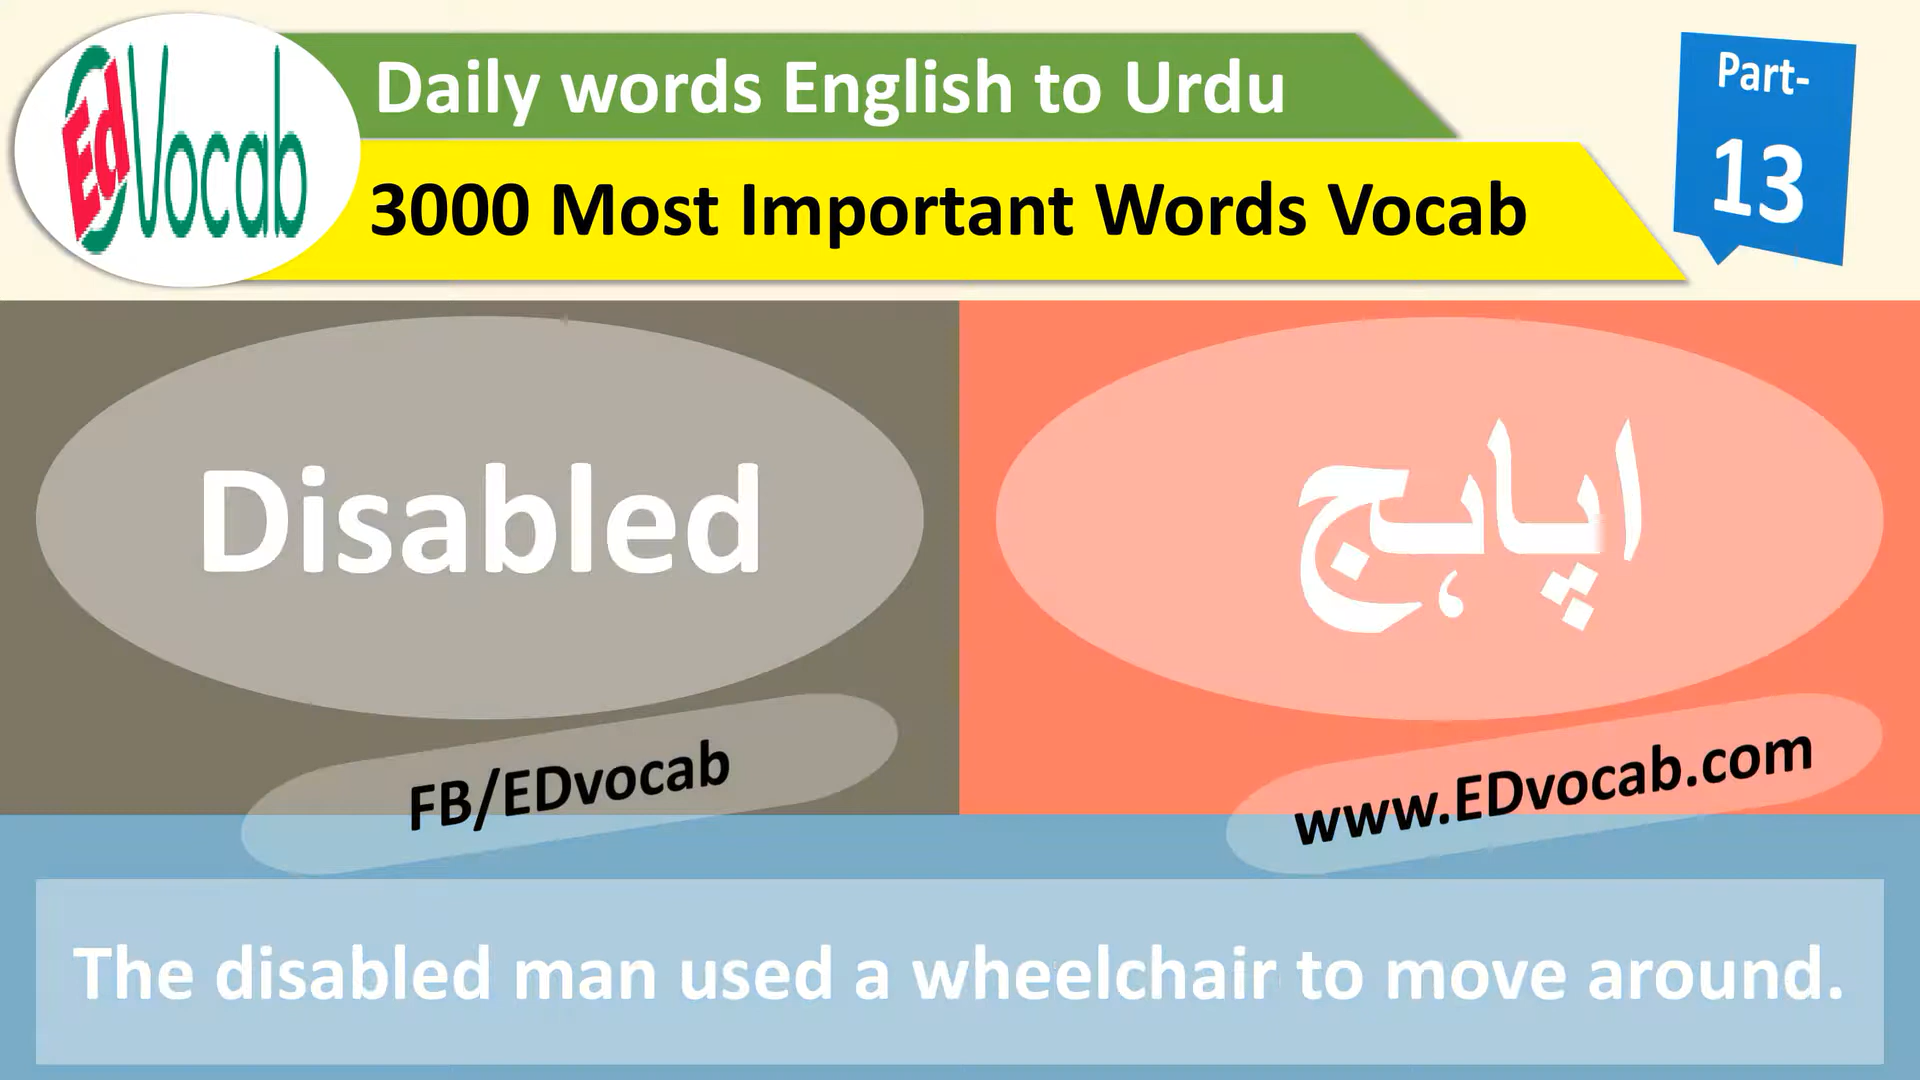 EdVocab
Daily words English to Urdu
3000 Most Important Words Vocab
Part-
13
Disabled
اپاہج
FB/EDvocab
www.EDvocab.com
The disabled man used a wheelchair to move around.